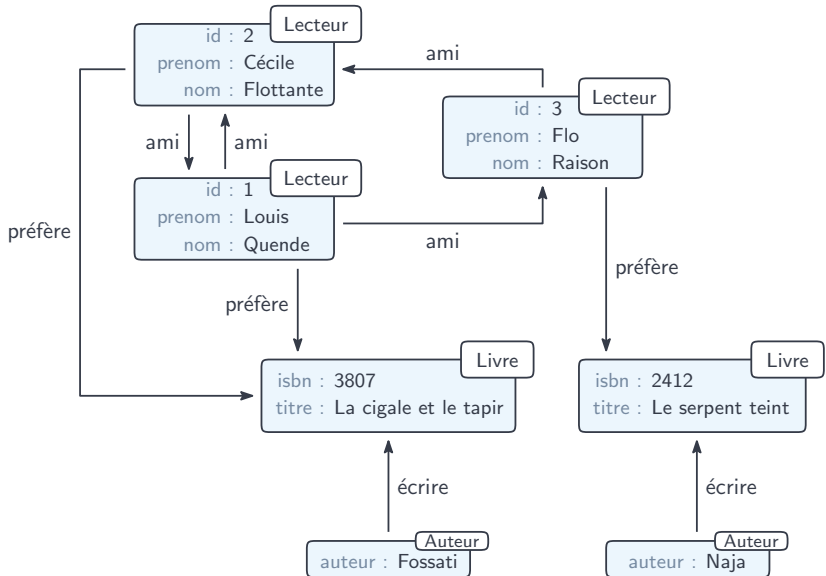 Lecteur
id : 2
prenom : Cécile
nom : Flottante
ami
Lecteur
id : 3
prenom : Flo
nom : Raison
ami
ami
Lecteur
id : 1
prenom : Louis
nom : Quende
préfère
ami
préfère
préfère
Livre
isbn : 3807
titre : La cigale et le tapir
Livre
isbn : 2412
titre : Le serpent teint
écrire
écrire
Auteur
auteur : Fossati
Auteur
auteur : Naja